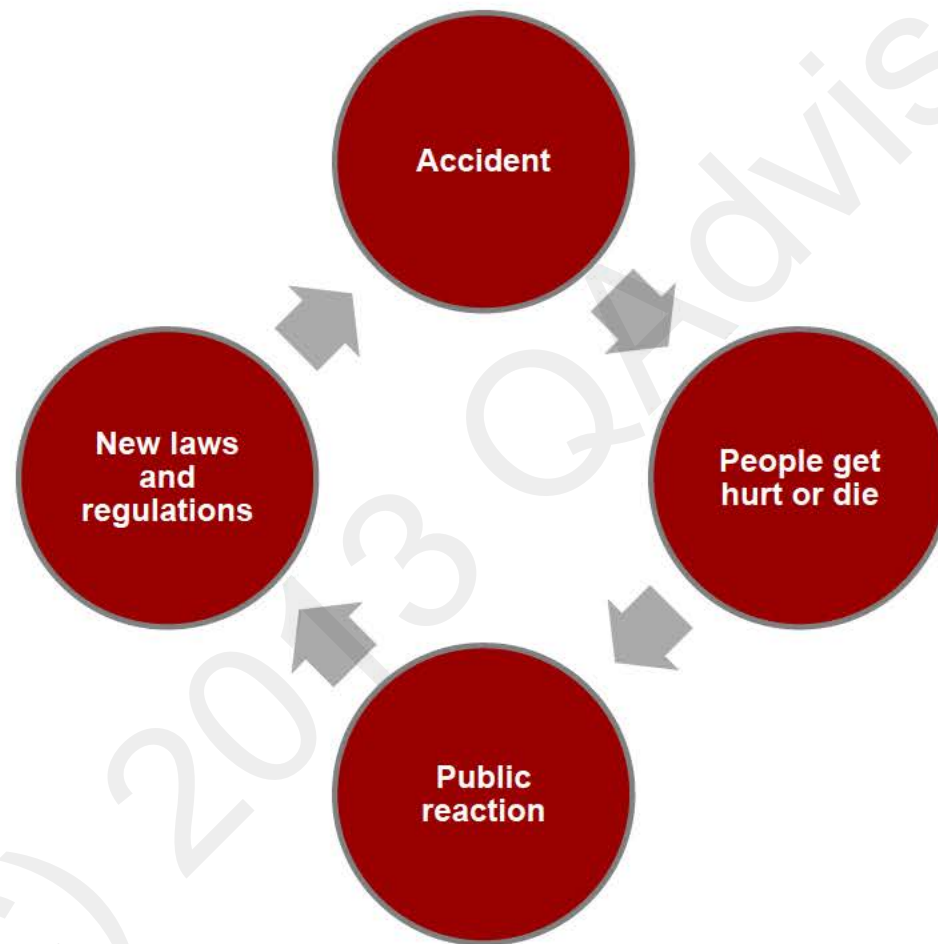 Accident
People get
hurt or die
Public
reaction
New laws
and
regulations
) 2013 QAdvis